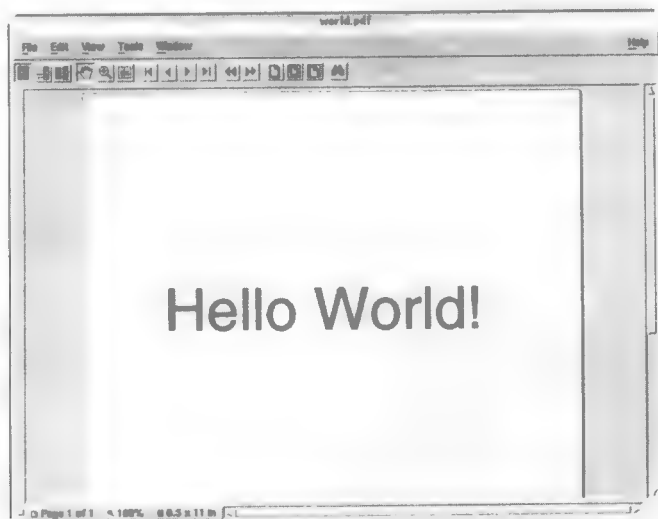 world.pdf
File Edit View Tools Window Help
Hello World!
Page 1 of 1 100% 8.5 x 11 in